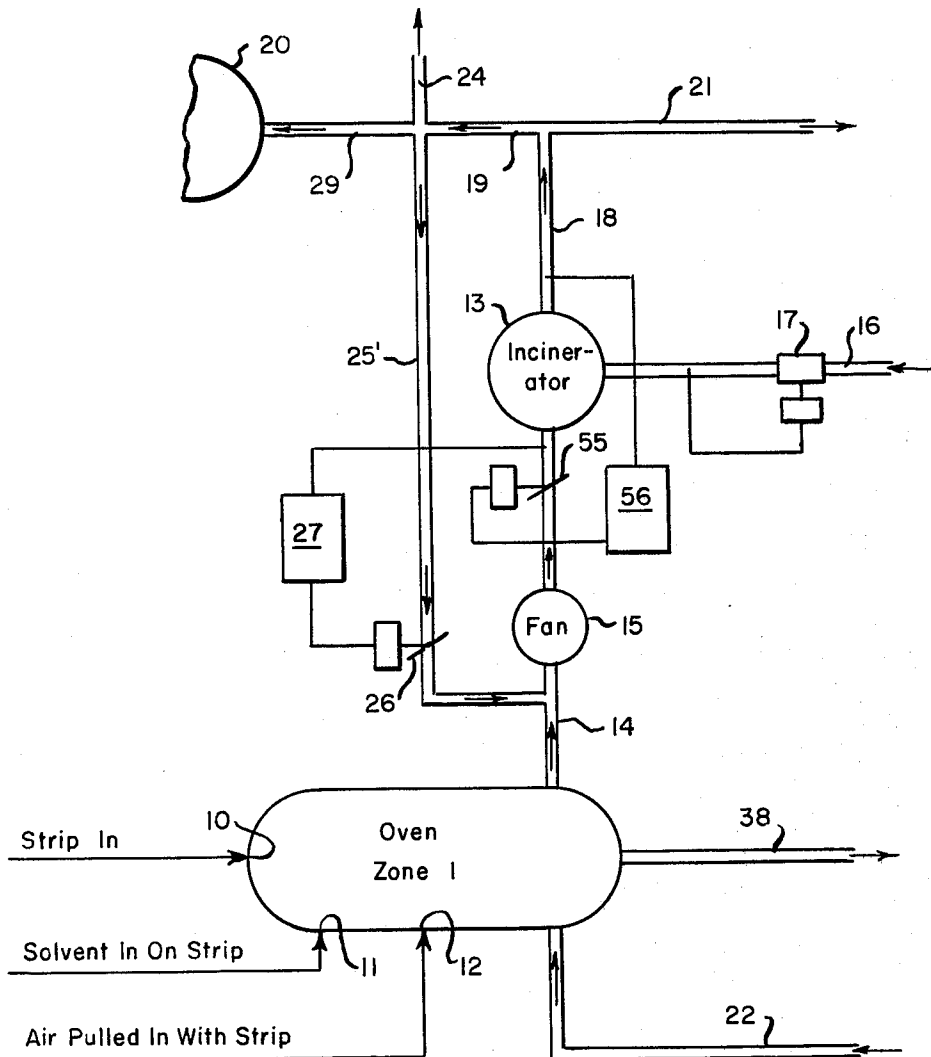 20
24
21
29
19
18
13
17
16
Inciner-
ator
25'
55
27
56
Fan
15
26
14
10
Strip In
Oven
Zone 1
38
Solvent In On Strip
11
12
Air Pulled In With Strip
22